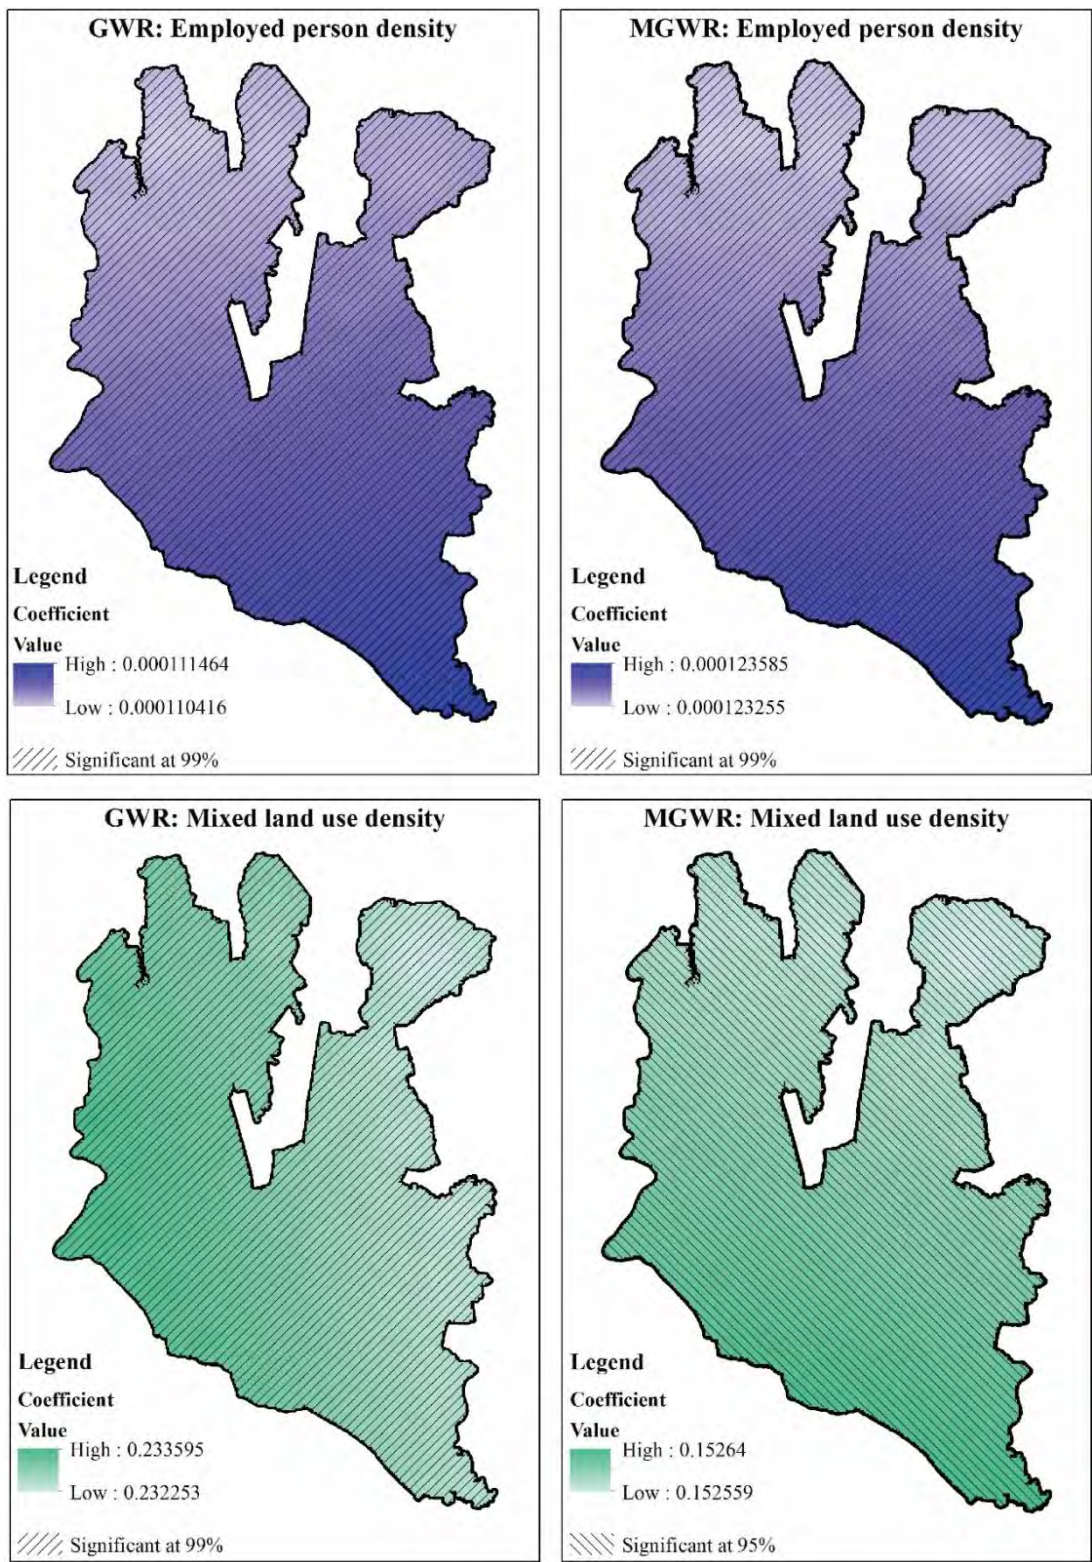 GWR: Employed person density
Legend
Coefficient
Value
High : 0.000111464
Low : 0.000110416
Significant at 99%
MGWR: Employed person density
Legend
Coefficient
Value
High : 0.000123585
Low : 0.000123255
Significant at 99%
GWR: Mixed land use density
Legend
Coefficient
Value
High : 0.233595
Low : 0.232253
Significant at 99%
MGWR: Mixed land use density
Legend
Coefficient
Value
High : 0.15264
Low : 0.152559
Significant at 95%